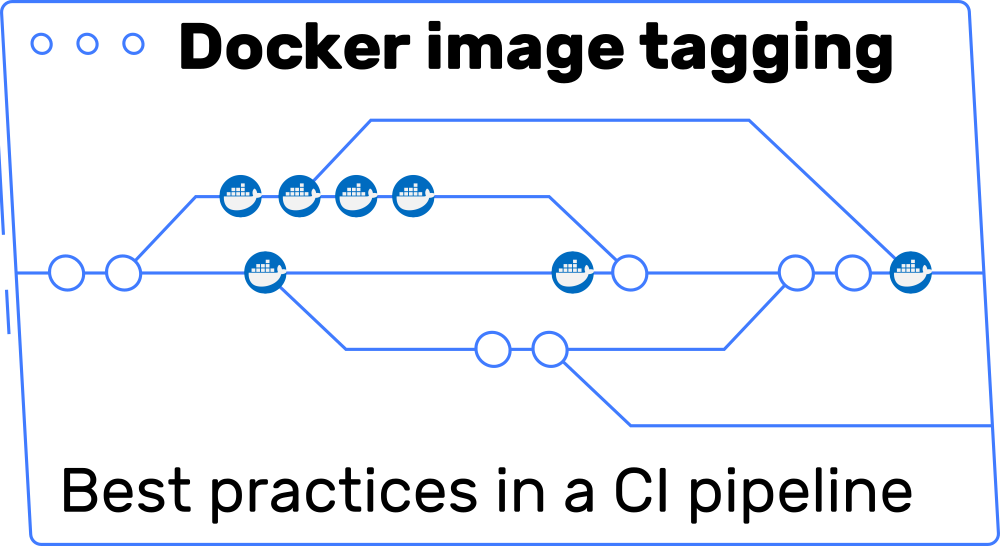 Docker image tagging
Best practices in a CI pipeline